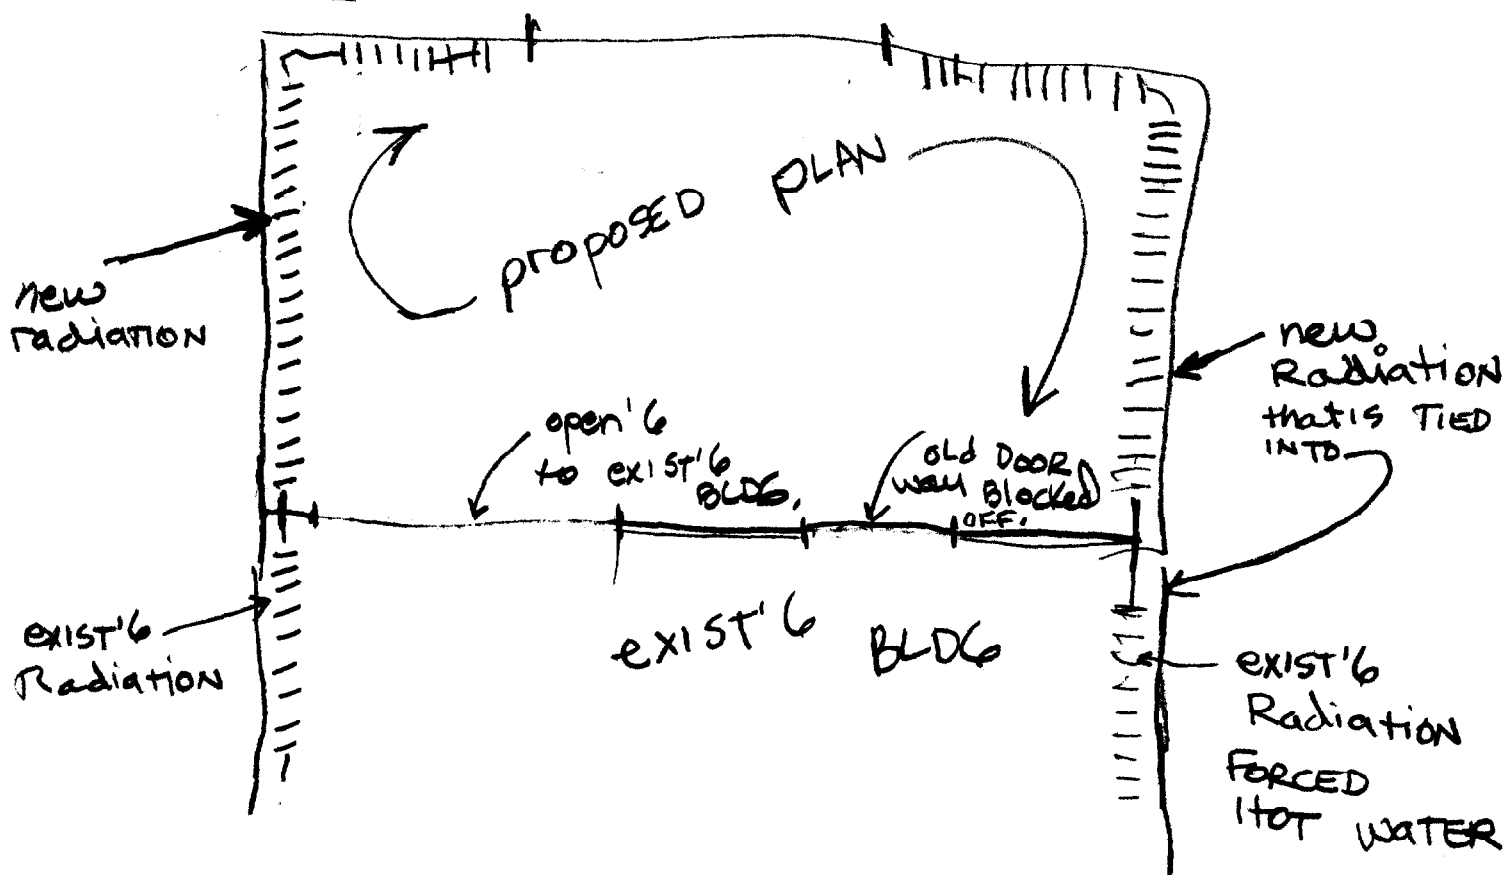 proposed PLAN
new
radiation
new
Radiation
that is TIED
INTO
open'G
to exist'G
BLDG.
OLD DOOR
way Blocked
OFF.
exist'G
Radiation
exist'G BLDG
exist'G
Radiation
FORCED
HOT WATER